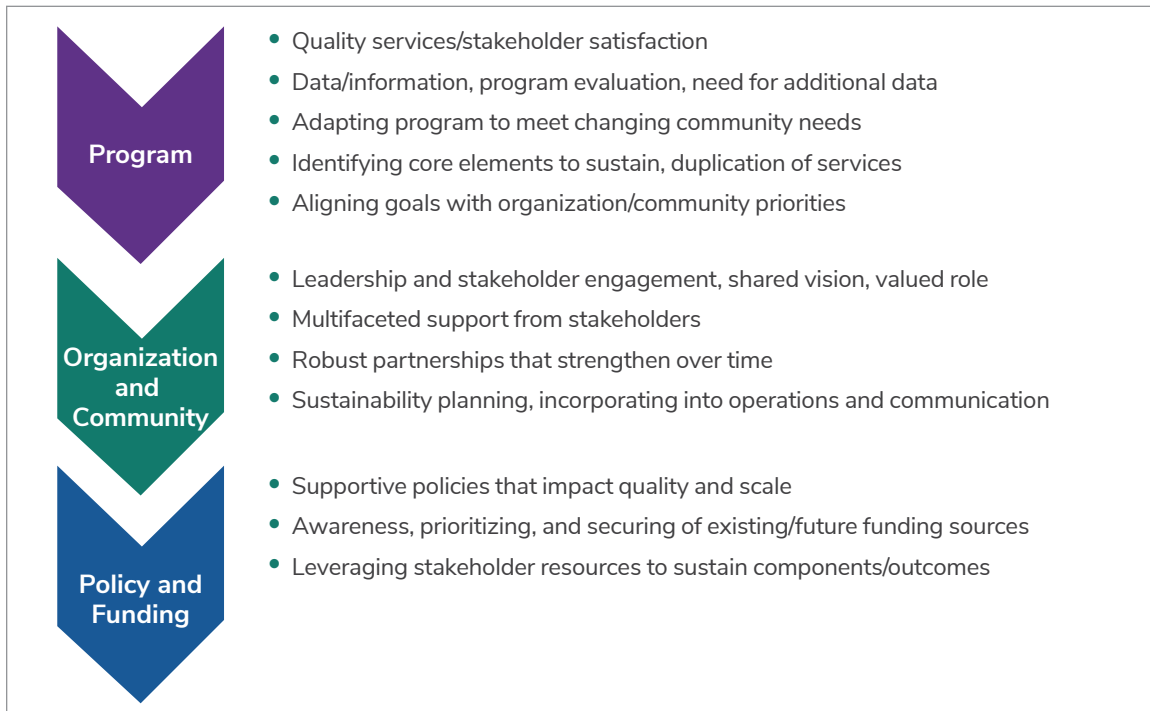 Program
Quality services/stakeholder satisfaction
Data/information, program evaluation, need for additional data
Adapting program to meet changing community needs
Identifying core elements to sustain, duplication of services
Aligning goals with organization/community priorities
Organization
and
Community
Leadership and stakeholder engagement, shared vision, valued role
Multifaceted support from stakeholders
Robust partnerships that strengthen over time
Sustainability planning, incorporating into operations and communication
Policy and
Funding
Supportive policies that impact quality and scale
Awareness, prioritizing, and securing of existing/future funding sources
Leveraging stakeholder resources to sustain components/outcomes